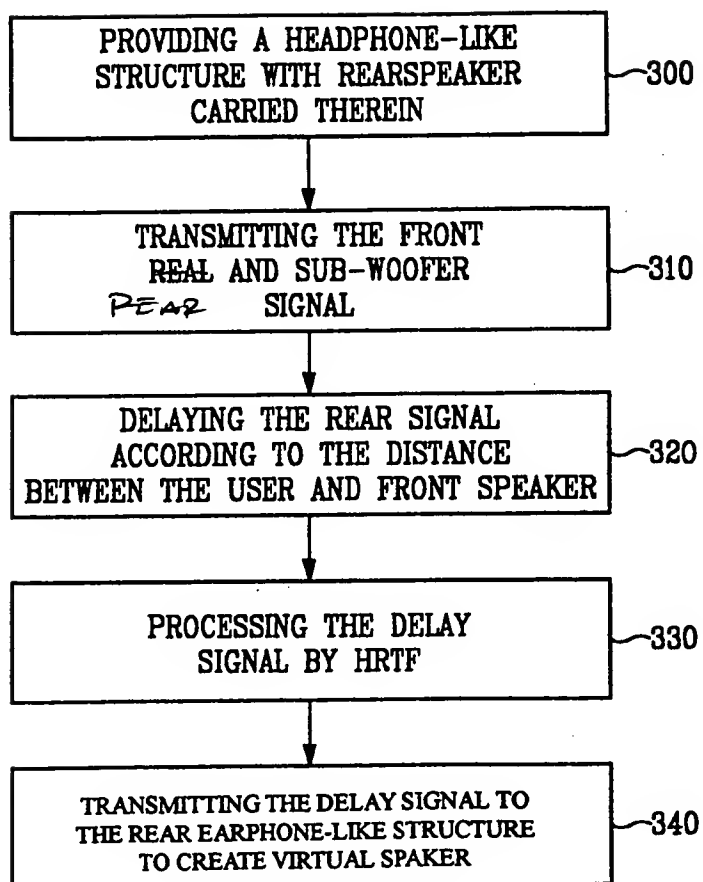 PROVIDING A HEADPHONE-LIKE
STRUCTURE WITH REARSPEAKER
CARRIED THEREIN
300
TRANSMITTING THE FRONT
REAL AND SUB-WOOFER
REAR SIGNAL
310
DELAYING THE REAR SIGNAL
ACCORDING TO THE DISTANCE
BETWEEN THE USER AND FRONT SPEAKER
320
PROCESSING THE DELAY
SIGNAL BY HRTF
330
TRANSMITTING THE DELAY SIGNAL TO
THE REAR EARPHONE-LIKE STRUCTURE
TO CREATE VIRTUAL SPAKER
340